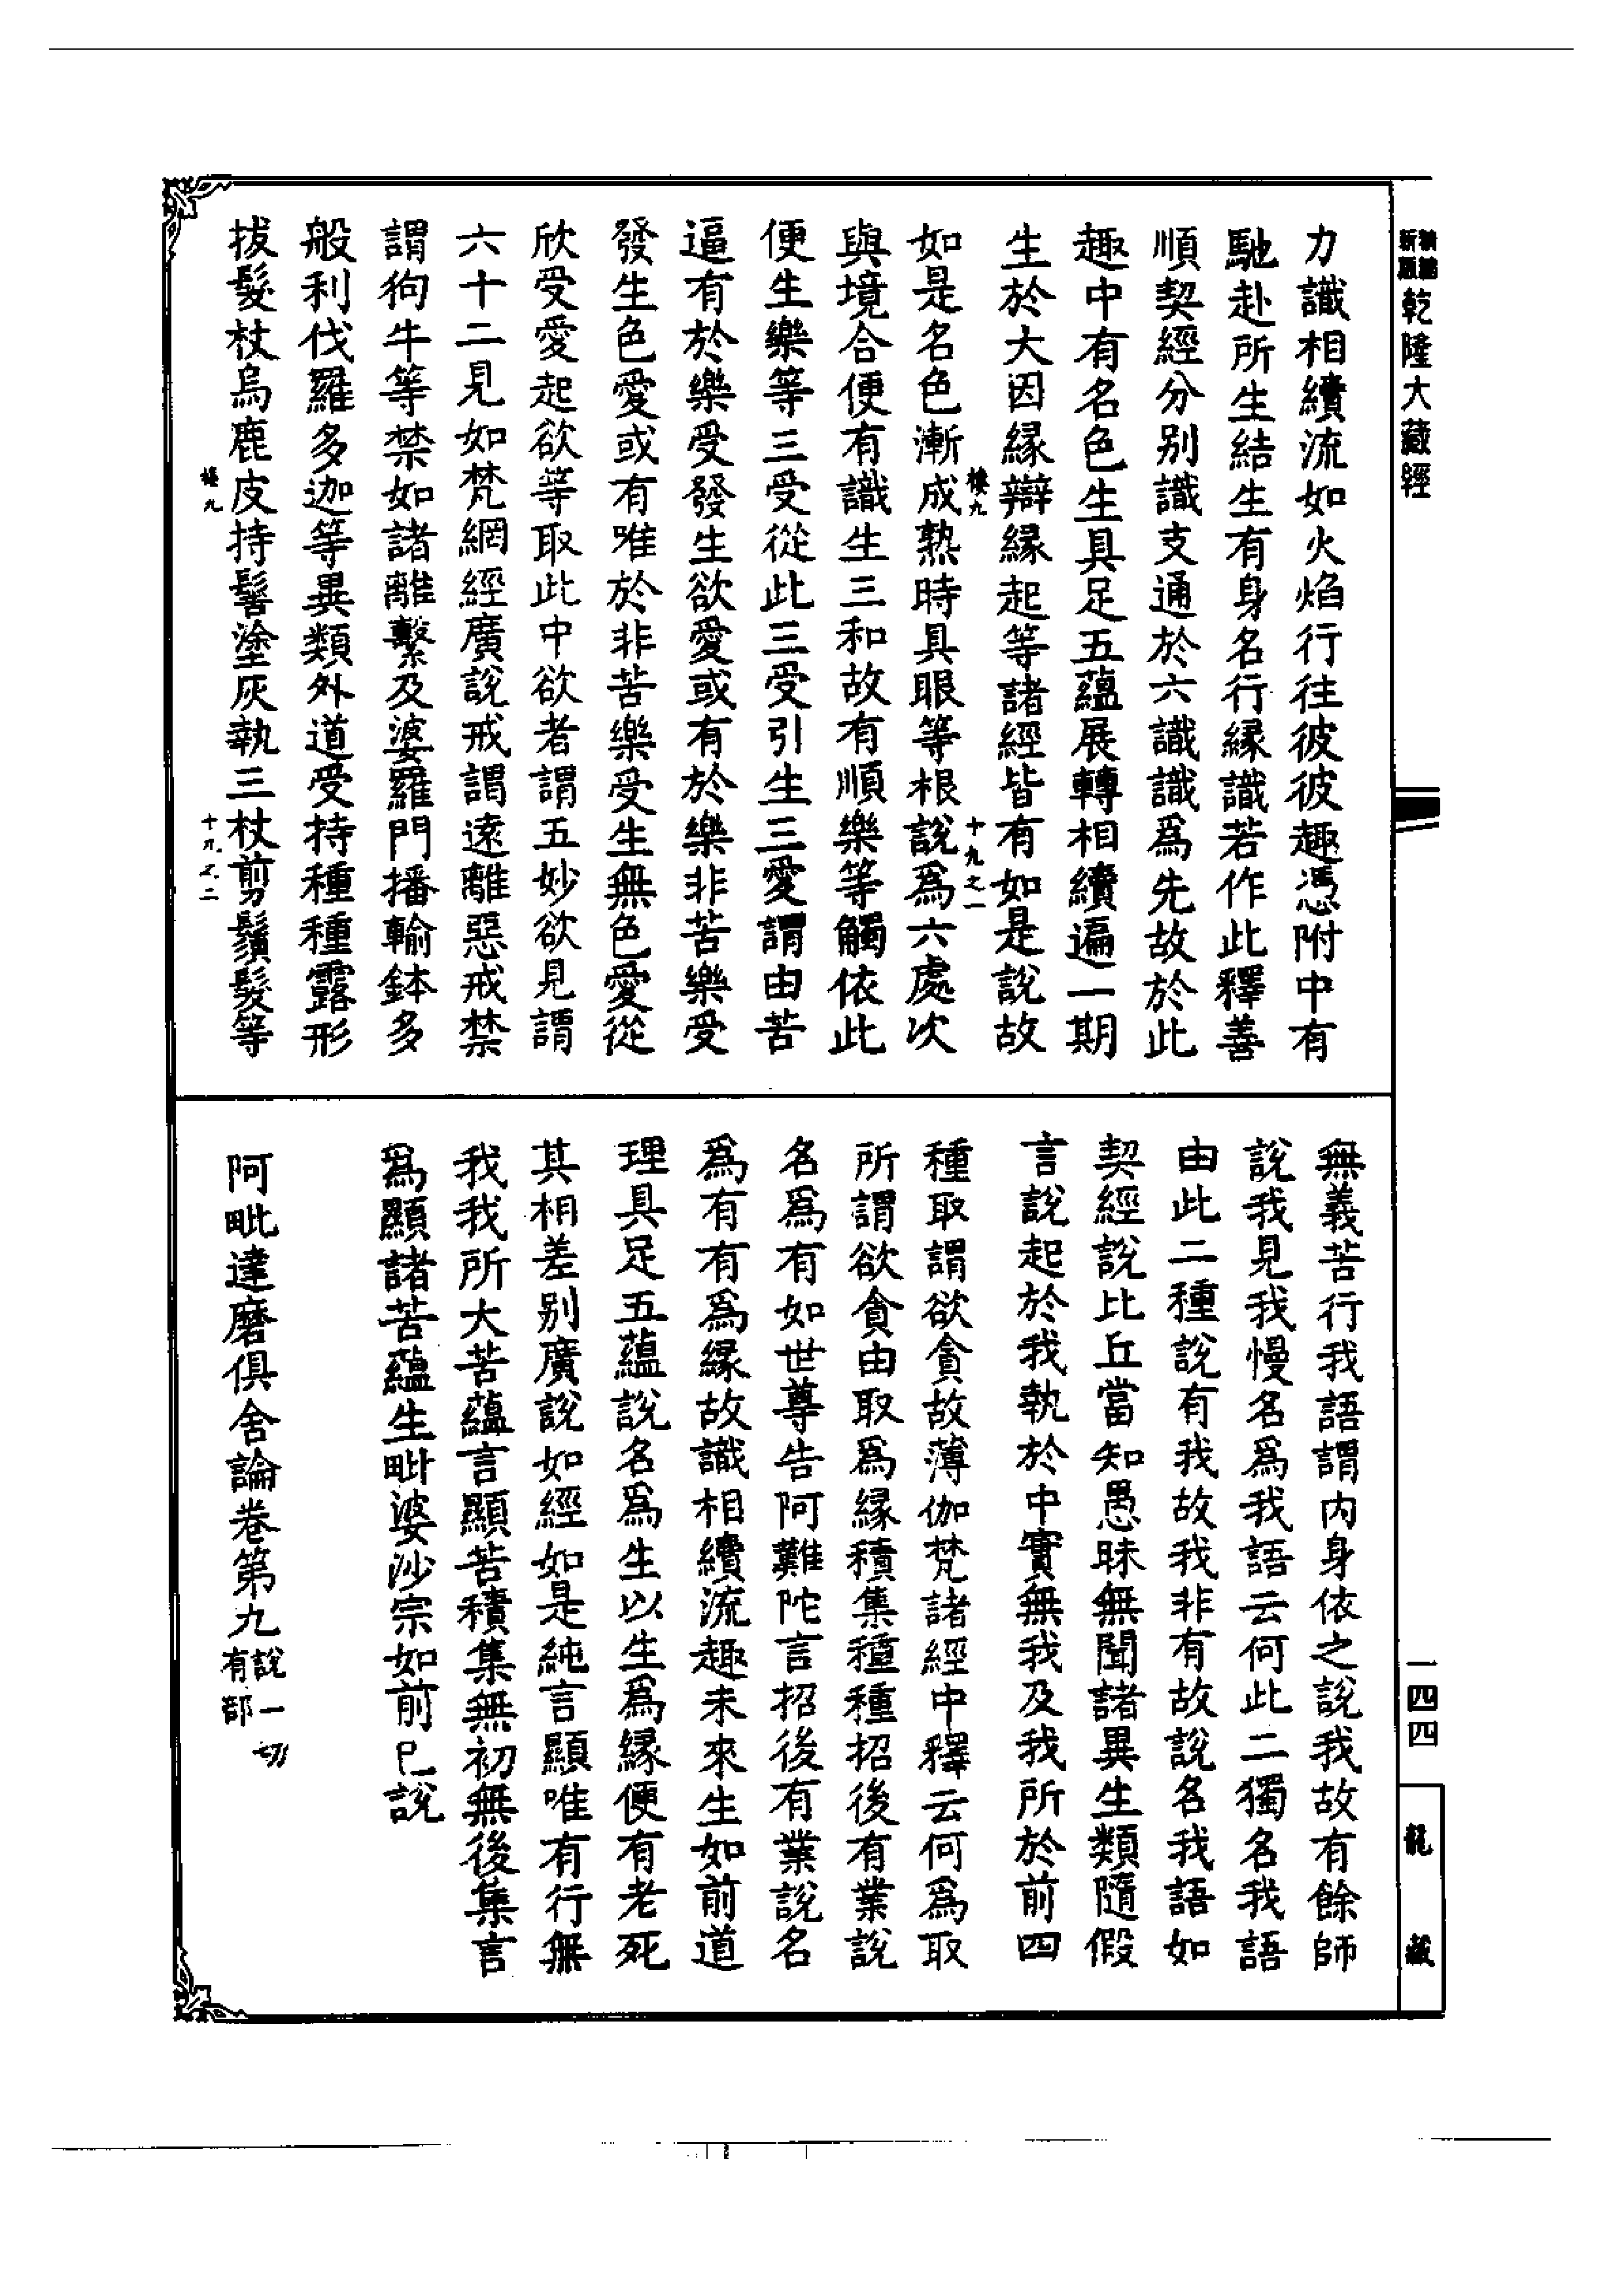 乾隆大藏經
力識相續流如火焰行往彼彼趣憑附中有
馳赴所生結生有身名行縁識若作此釋善
順契經分別識支通於六識識爲先故於此
趣中有名色生具足五蘊展轉相續遍一期
生於大因縁辯縁起等諸經皆有如是說故
樓九 十九之一
如是名色漸成熟時具眼等根說爲六處次
與境合便有識生三和故有順樂等觸依此
便生樂等三受從此三受引生三愛謂由苦
逼有於樂受發生欲愛或有於樂非苦樂受
發生色愛或有唯於非苦樂受生無色愛從
欣受愛起欲等取此中欲者謂五妙欲見謂
六十二見如梵網經廣說戒謂遠離惡戒禁
謂狗牛等禁如諸離繫及婆羅門播輸鉢多
般利伐羅多迦等異類外道受持種種露形
拔髮杖烏鹿皮持髻塗灰執三杖剪鬚髮等
樓九 十九之二
無義苦行我語謂内身依之說我故有餘師
說我見我慢名爲我語云何此二獨名我語
由此二種說有我故我非有故說名我語如
契經說比丘當知愚昧無聞諸異生類隨假
言說起於我執於中實無我及我所於前四
種取謂欲貪故薄伽梵諸經中釋云何爲取
所謂欲貪由取爲縁積集種種招後有業說
名爲有如世尊告阿難陀言招後有業說名
爲有有爲縁故識相續流趣未來生如前道
理具足五蘊說名爲生以生爲縁便有老死
其相差別廣說如經如是純言顯唯有行無
我我所大苦蘊言顯苦積集無初無後集言
爲顯諸苦蘊生毗婆沙宗如前已說
阿毗達磨俱舍論卷第九 說一切有部
一四四
龍藏